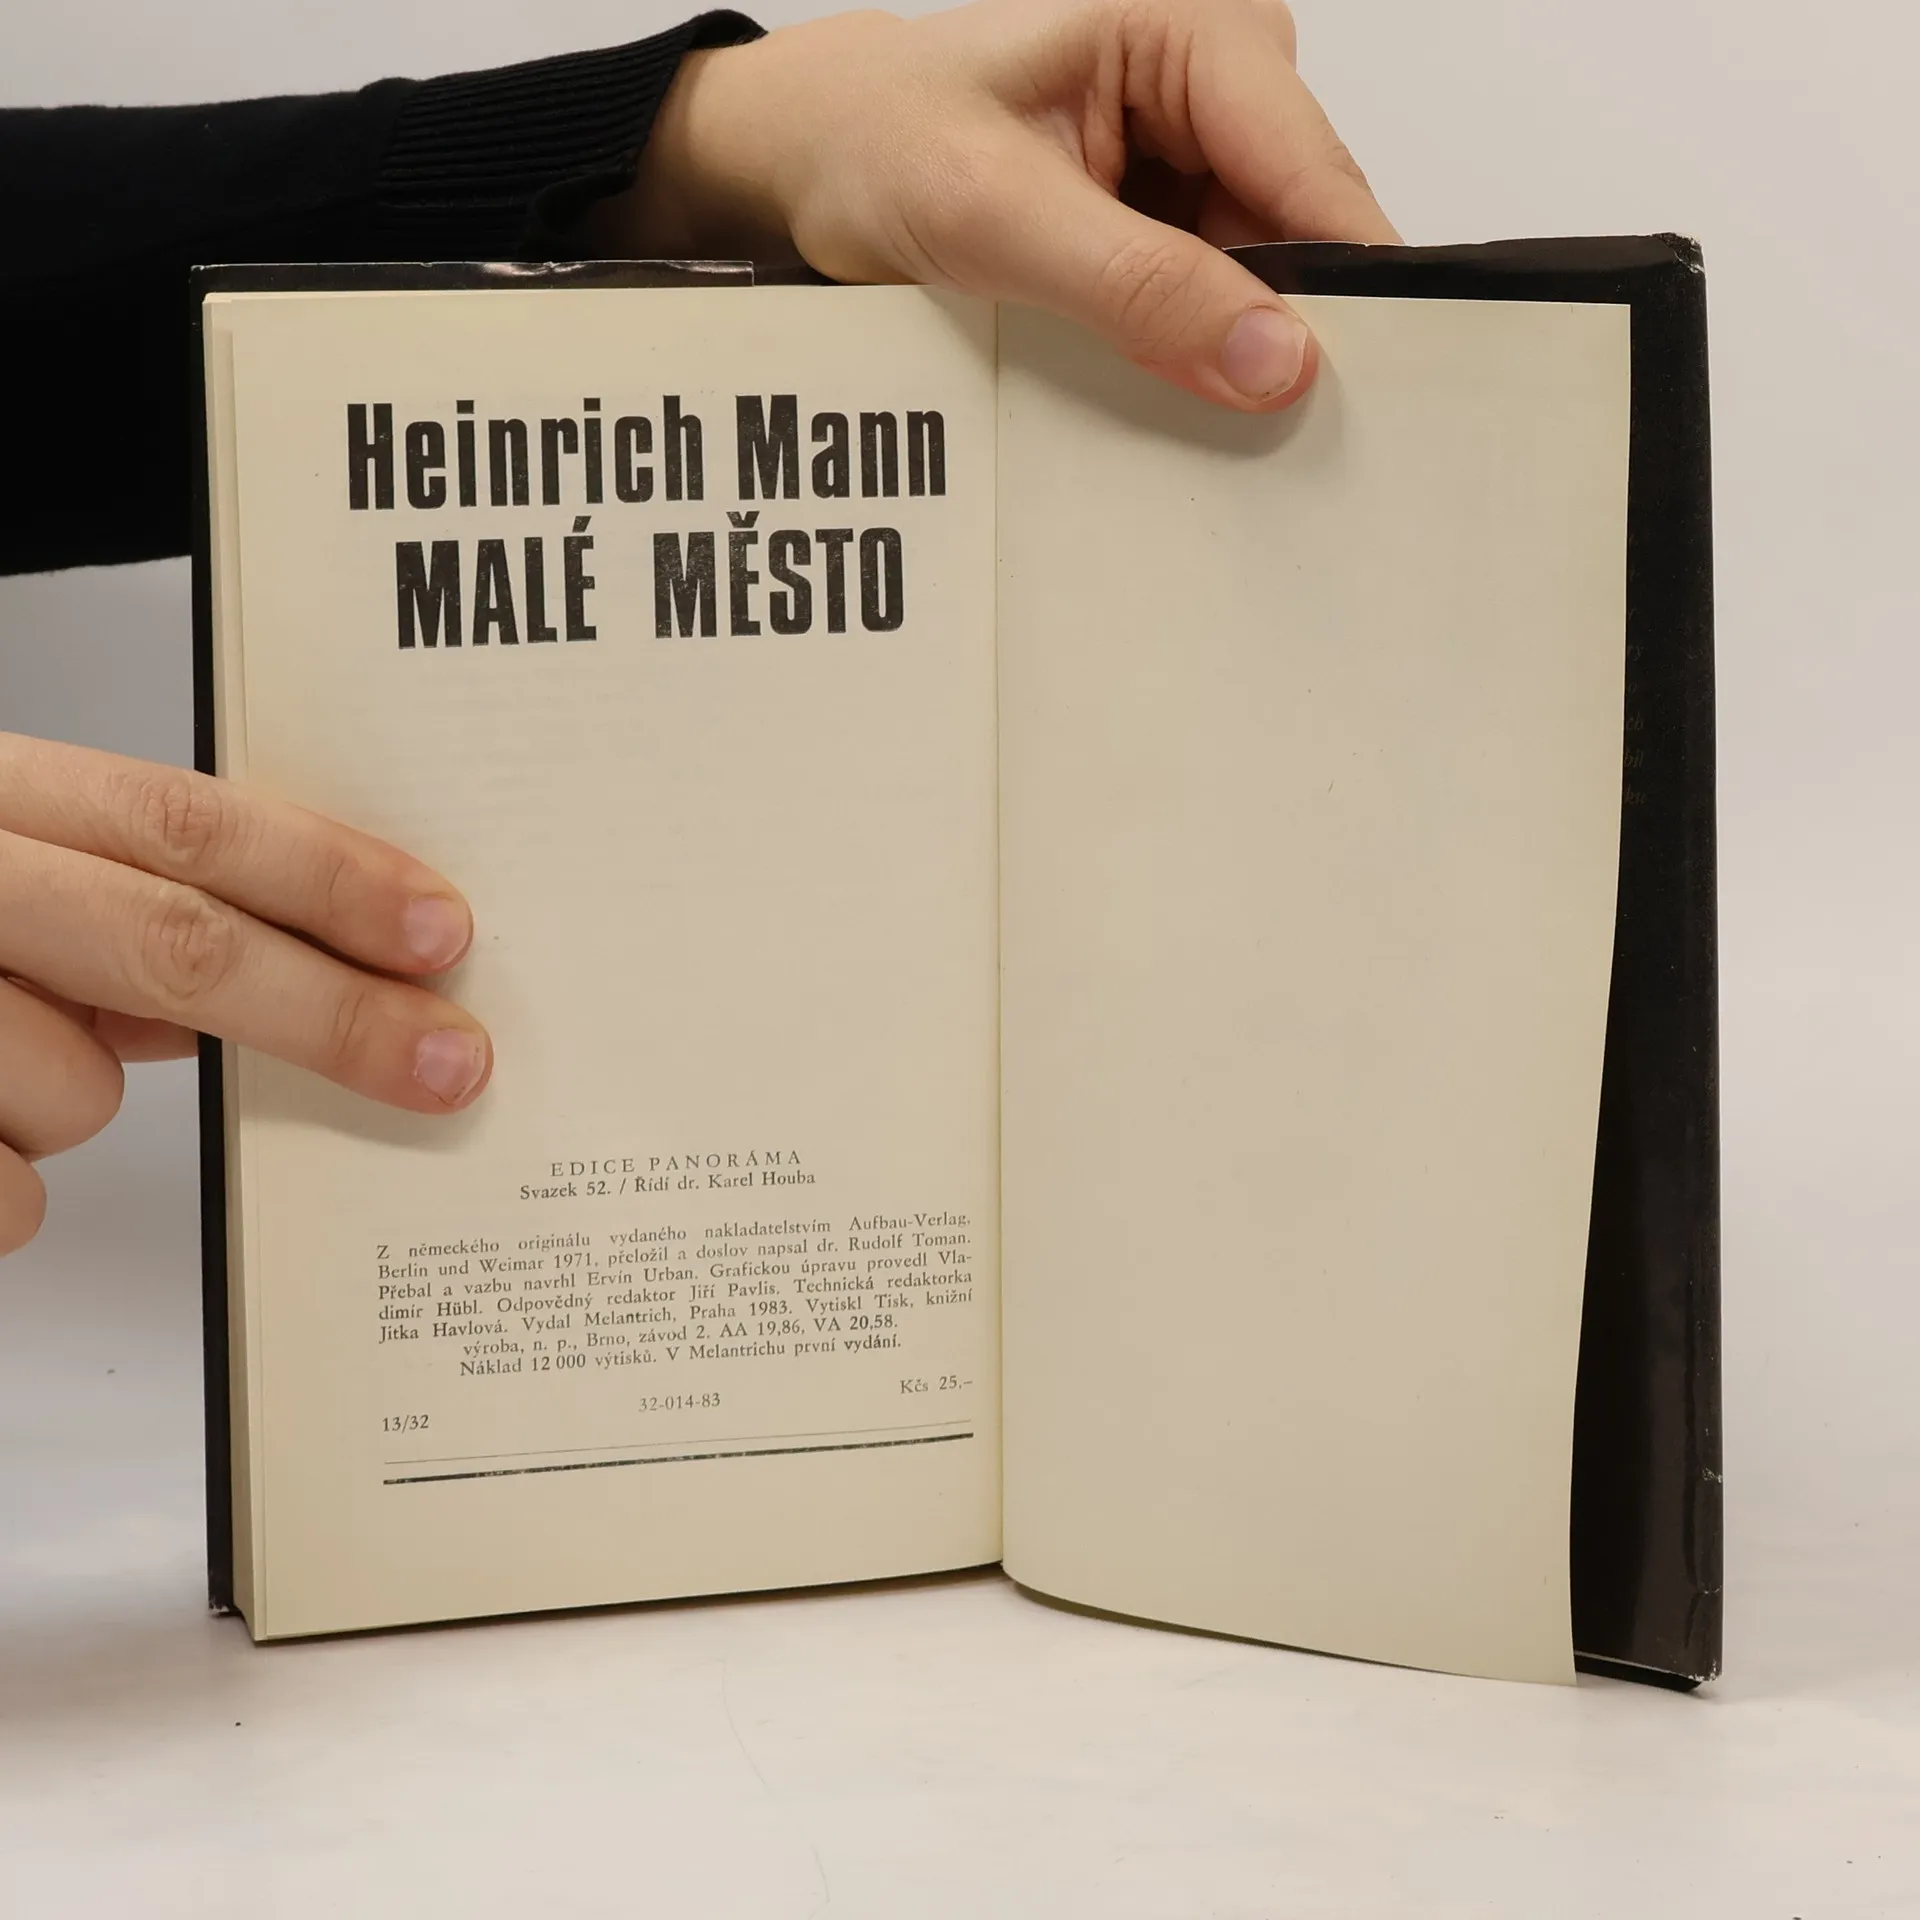 Heinrich Mann
MALÉ MĚSTO
EDICE PANORÁMA
Svazek 52. / Řídí dr. Karel Houba
Z německého originálu vydaného nakladatelstvím Aufbau-Verlag,
Berlin und Weimar 1971, přeložil a doslov napsal dr. Rudolf Toman.
Přebal a vazbu navrhl Ervín Urban. Grafickou úpravu provedl Vla-
dimír Hübl. Odpovědný redaktor Jiří Pavlis. Technická redaktorka
Jitka Havlová. Vydal Melantrich, Praha 1983. Vytiskl Tisk, knižní
výroba, n. p., Brno, závod 2. AA 19,86, VA 20,58.
Náklad 12 000 výtisků. V Melantrichu první vydání.
32-014-83
Kčs 25,–
13/32